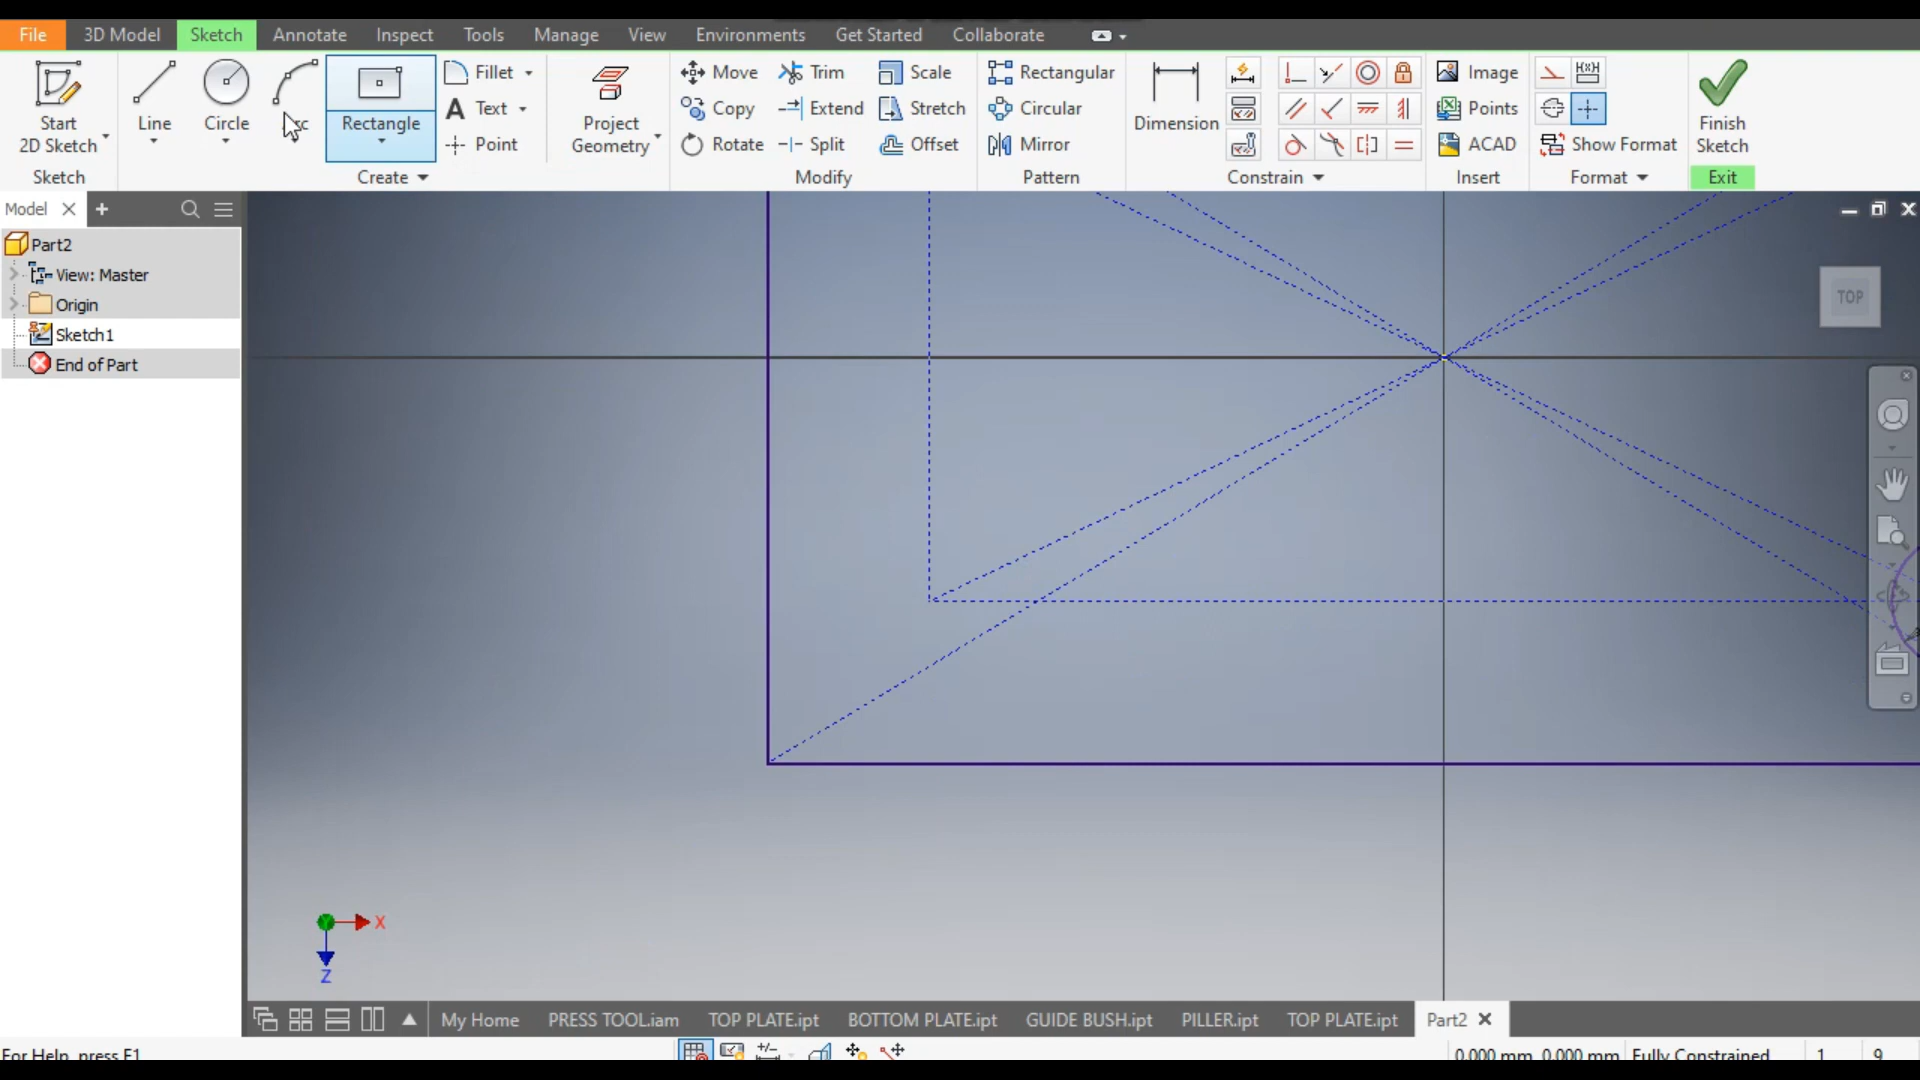 File 3D Model Sketch Annotate Inspect Tools Manage View Environments Get Started Collaborate
Start
2D Sketch
Line
Circle
Rectangle
Fillet
Text
Point
Project
Geometry
Move
Copy
Rotate
Trim
Extend
Split
Scale
Stretch
Offset
Rectangular
Circular
Mirror
Dimension
Image
Points
ACAD
Show Format
Finish
Sketch
Sketch Create Modify Pattern Constrain Insert Format Exit
Model
Part2
View: Master
Origin
Sketch1
End of Part
TOP
X
Z
My Home PRESS TOOL.iam TOP PLATE.ipt BOTTOM PLATE.ipt GUIDE BUSH.ipt PILLER.ipt TOP PLATE.ipt Part2
For Help, press F1 0.000 mm, 0.000 mm Fully Constrained 1 9